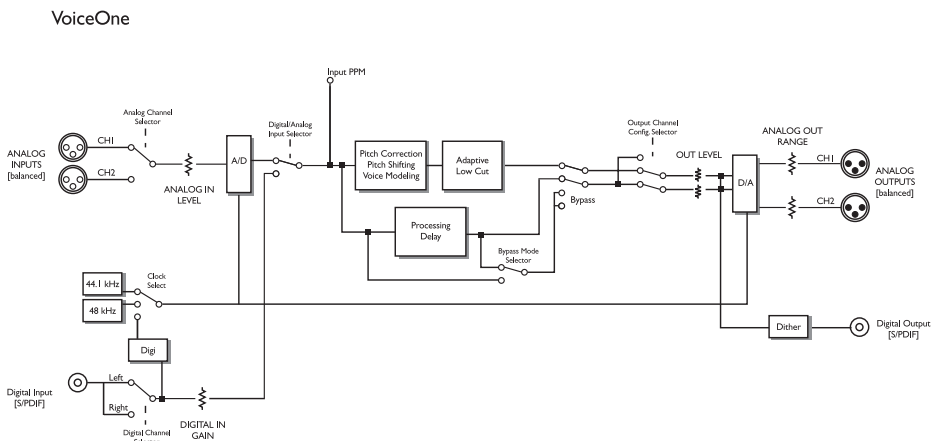 VoiceOne
Input PPM
Analog Channel
Selector
Digital/Analog
Input Selector
Output Channel
Config. Selector
ANALOG OUT
RANGE
CH1
A/D
Pitch Correction
Pitch Shifting
Voice Modeling
Adaptive
Low Cut
OUT LEVEL
CH1
ANALOG
INPUTS
[balanced]
CH2
ANALOG IN
LEVEL
D/A
ANALOG
OUTPUTS
[balanced]
CH2
Bypass
Processing
Delay
Bypass Mode
Selector
44.1 kHz
Clock
Select
48 kHz
Digi
Dither
Digital Output
[S/PDIF]
Left
Digital Input
[S/PDIF]
Right
DIGITAL IN
GAIN
Digital Channel
Selector